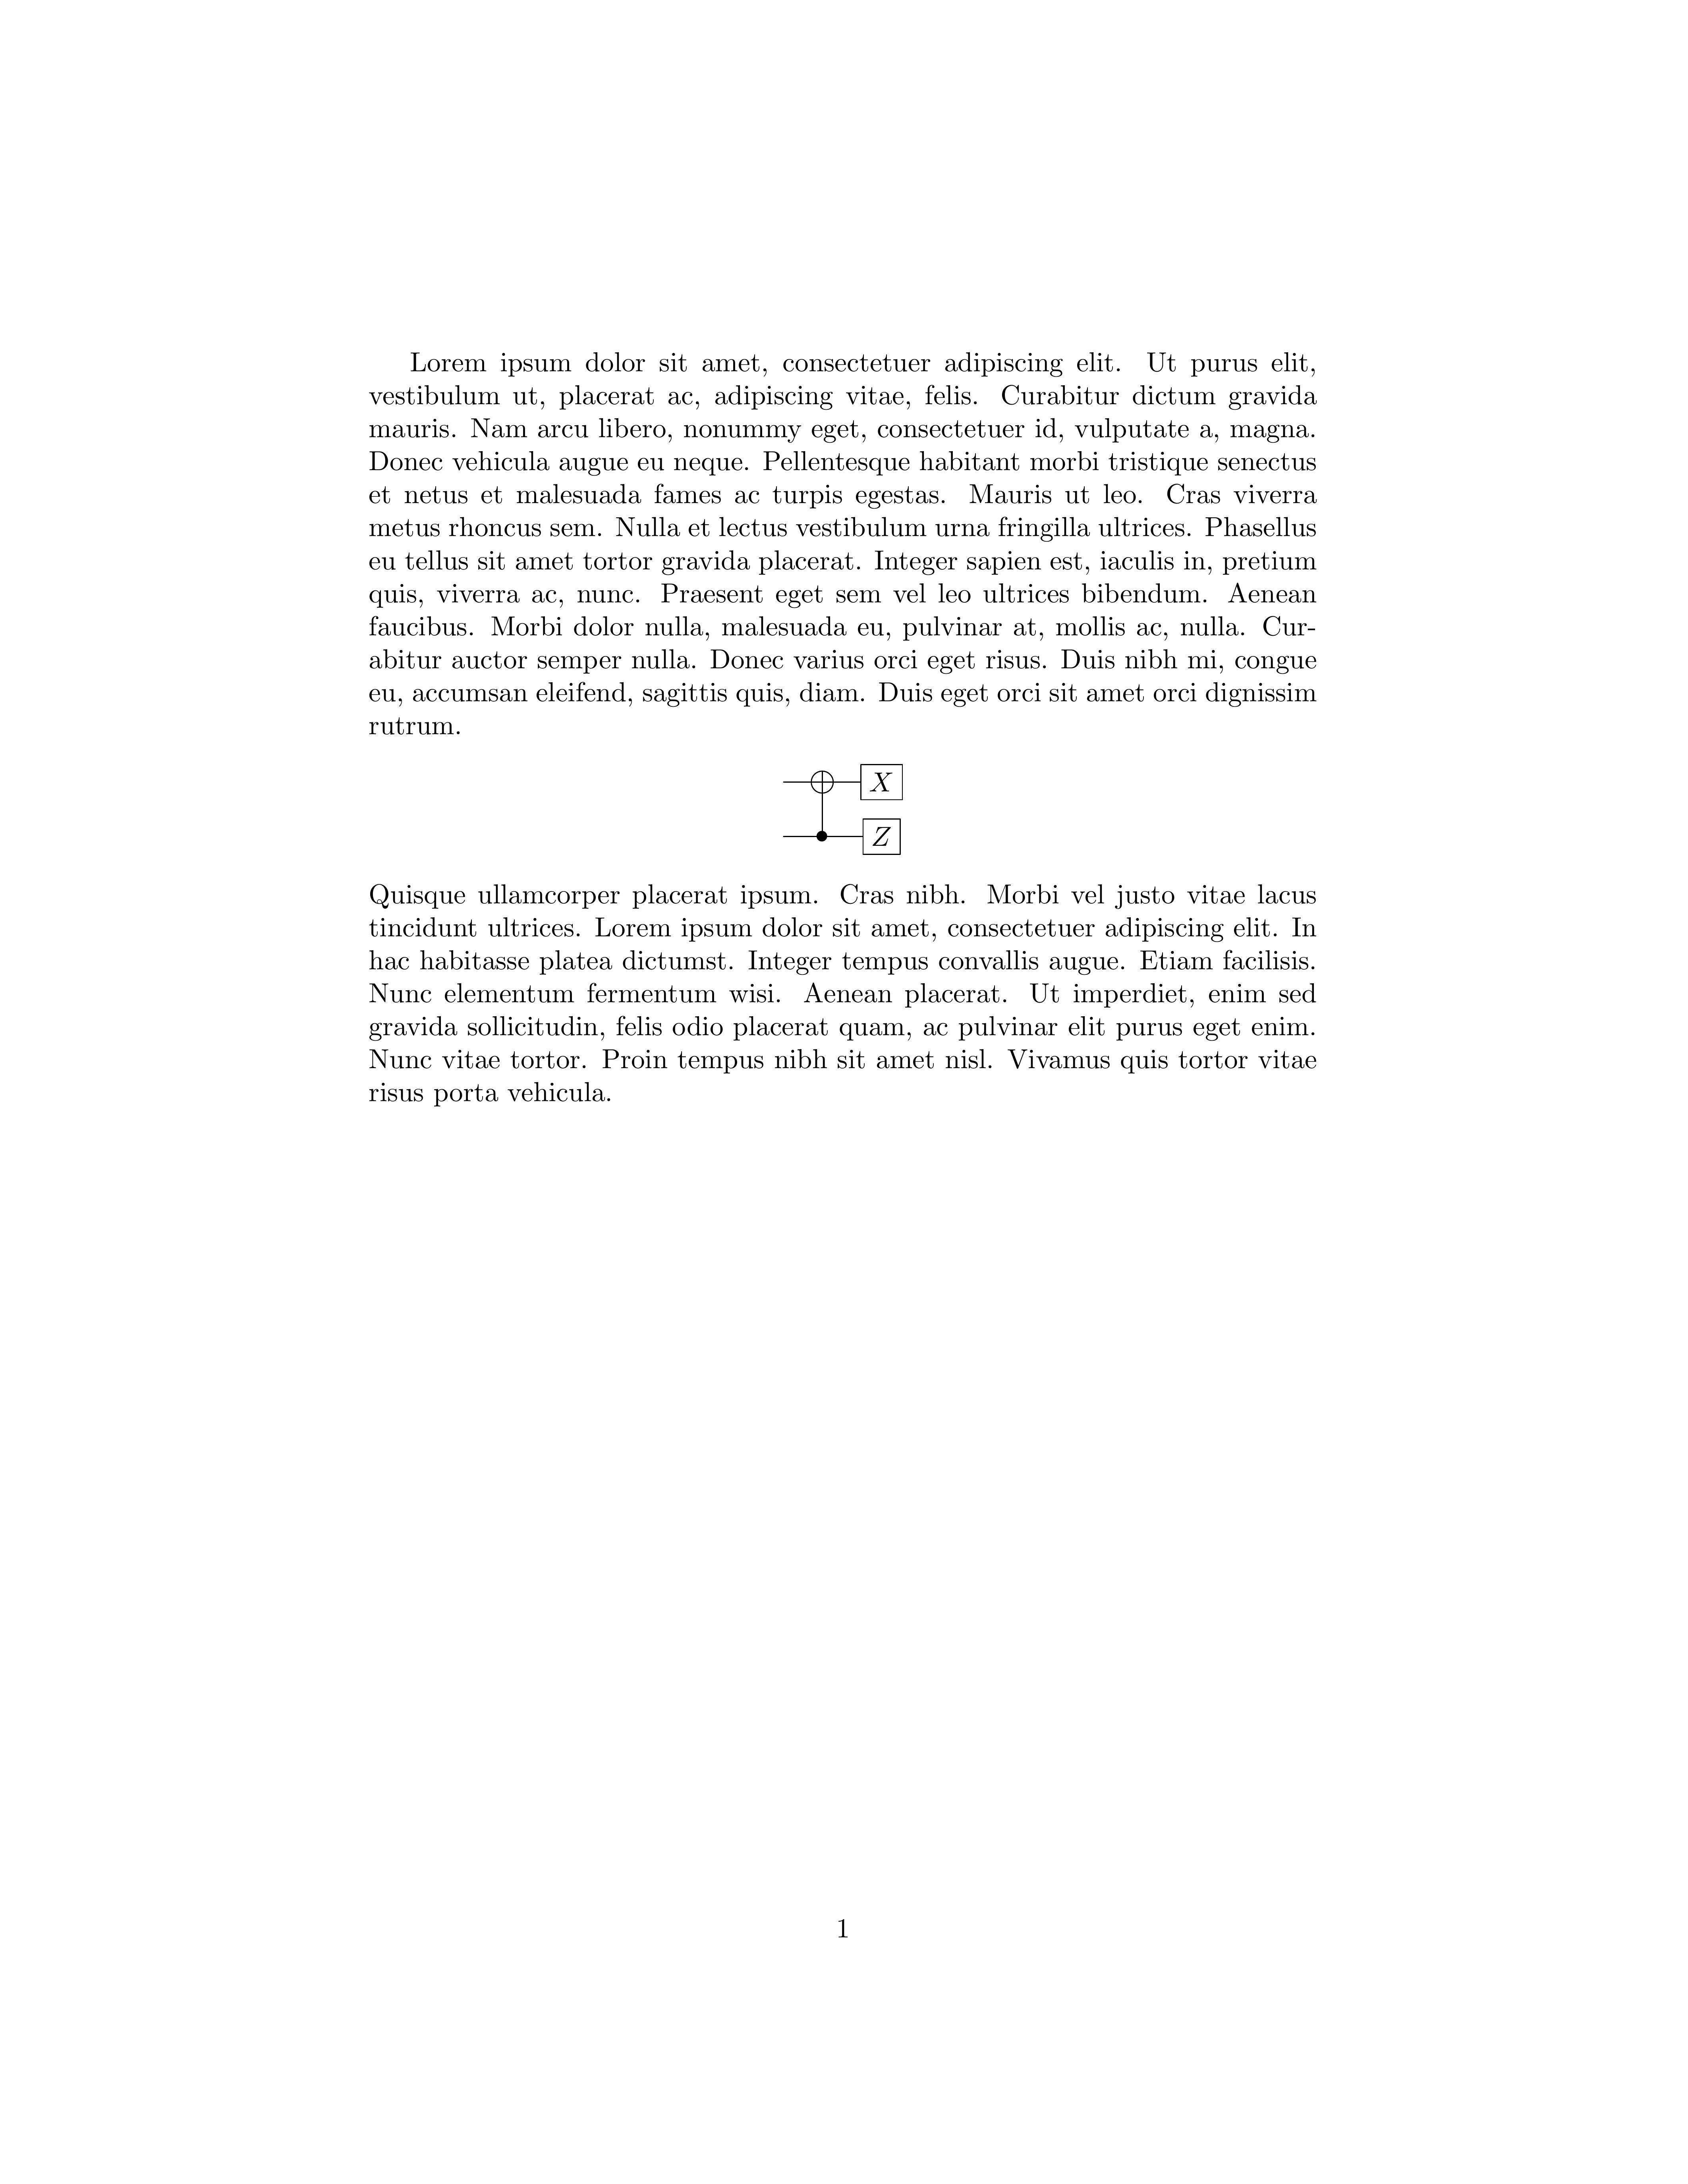 Lorem ipsum dolor sit amet, consectetuer adipiscing elit. Ut purus elit,
vestibulum ut, placerat ac, adipiscing vitae, felis. Curabitur dictum gravida
mauris. Nam arcu libero, nonummy eget, consectetuer id, vulputate a, magna.
Donec vehicula augue eu neque. Pellentesque habitant morbi tristique senectus
et netus et malesuada fames ac turpis egestas. Mauris ut leo. Cras viverra
metus rhoncus sem. Nulla et lectus vestibulum urna fringilla ultrices. Phasellus
eu tellus sit amet tortor gravida placerat. Integer sapien est, iaculis in, pretium
quis, viverra ac, nunc. Praesent eget sem vel leo ultrices bibendum. Aenean
faucibus. Morbi dolor nulla, malesuada eu, pulvinar at, mollis ac, nulla. Cur-
abitur auctor semper nulla. Donec varius orci eget risus. Duis nibh mi, congue
eu, accumsan eleifend, sagittis quis, diam. Duis eget orci sit amet orci dignissim
rutrum.
X
Z
Quisque ullamcorper placerat ipsum. Cras nibh. Morbi vel justo vitae lacus
tincidunt ultrices. Lorem ipsum dolor sit amet, consectetuer adipiscing elit. In
hac habitasse platea dictumst. Integer tempus convallis augue. Etiam facilisis.
Nunc elementum fermentum wisi. Aenean placerat. Ut imperdiet, enim sed
gravida sollicitudin, felis odio placerat quam, ac pulvinar elit purus eget enim.
Nunc vitae tortor. Proin tempus nibh sit amet nisl. Vivamus quis tortor vitae
risus porta vehicula.
1